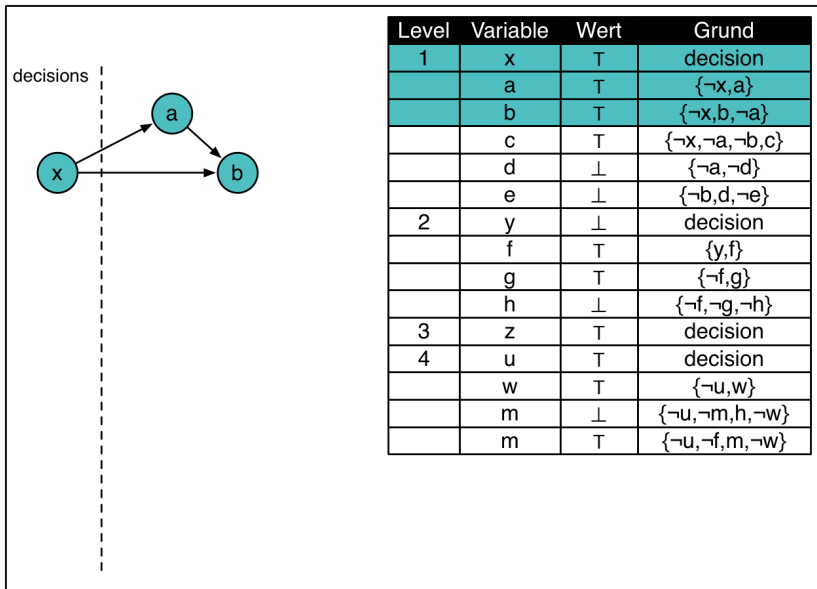 decisions
x
a
b
Level Variable Wert Grund
1 x ⊤ decision
a ⊤ {¬x,a}
b ⊤ {¬x,b,¬a}
c ⊤ {¬x,¬a,¬b,c}
d ⊥ {¬a,¬d}
e ⊥ {¬b,d,¬e}
2 y ⊥ decision
f ⊤ {y,f}
g ⊤ {¬f,g}
h ⊥ {¬f,¬g,¬h}
3 z ⊤ decision
4 u ⊤ decision
w ⊤ {¬u,w}
m ⊥ {¬u,¬m,h,¬w}
m ⊤ {¬u,¬f,m,¬w}